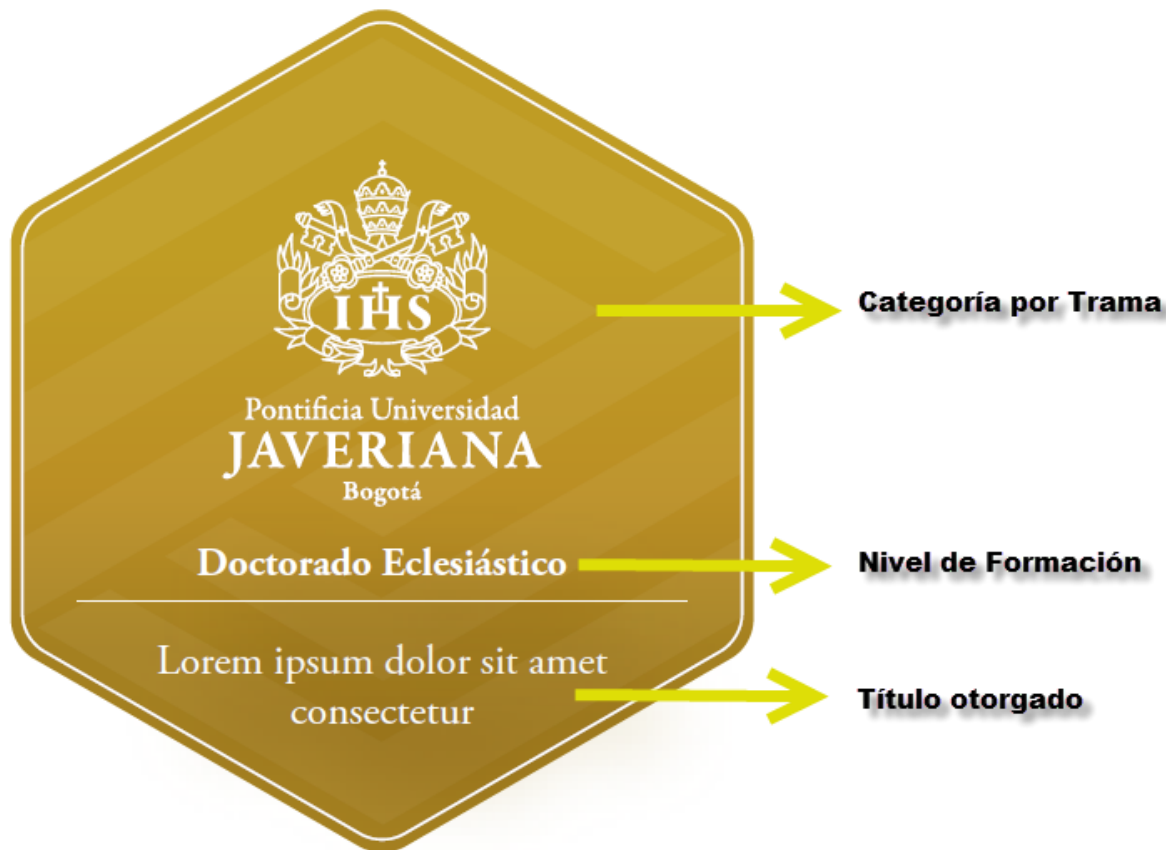 IHS
Pontificia Universidad
JAVERIANA
Bogotá
Categoría por Trama
Doctorado Eclesiástico
Nivel de Formación
Lorem ipsum dolor sit amet
consectetur
Título otorgado